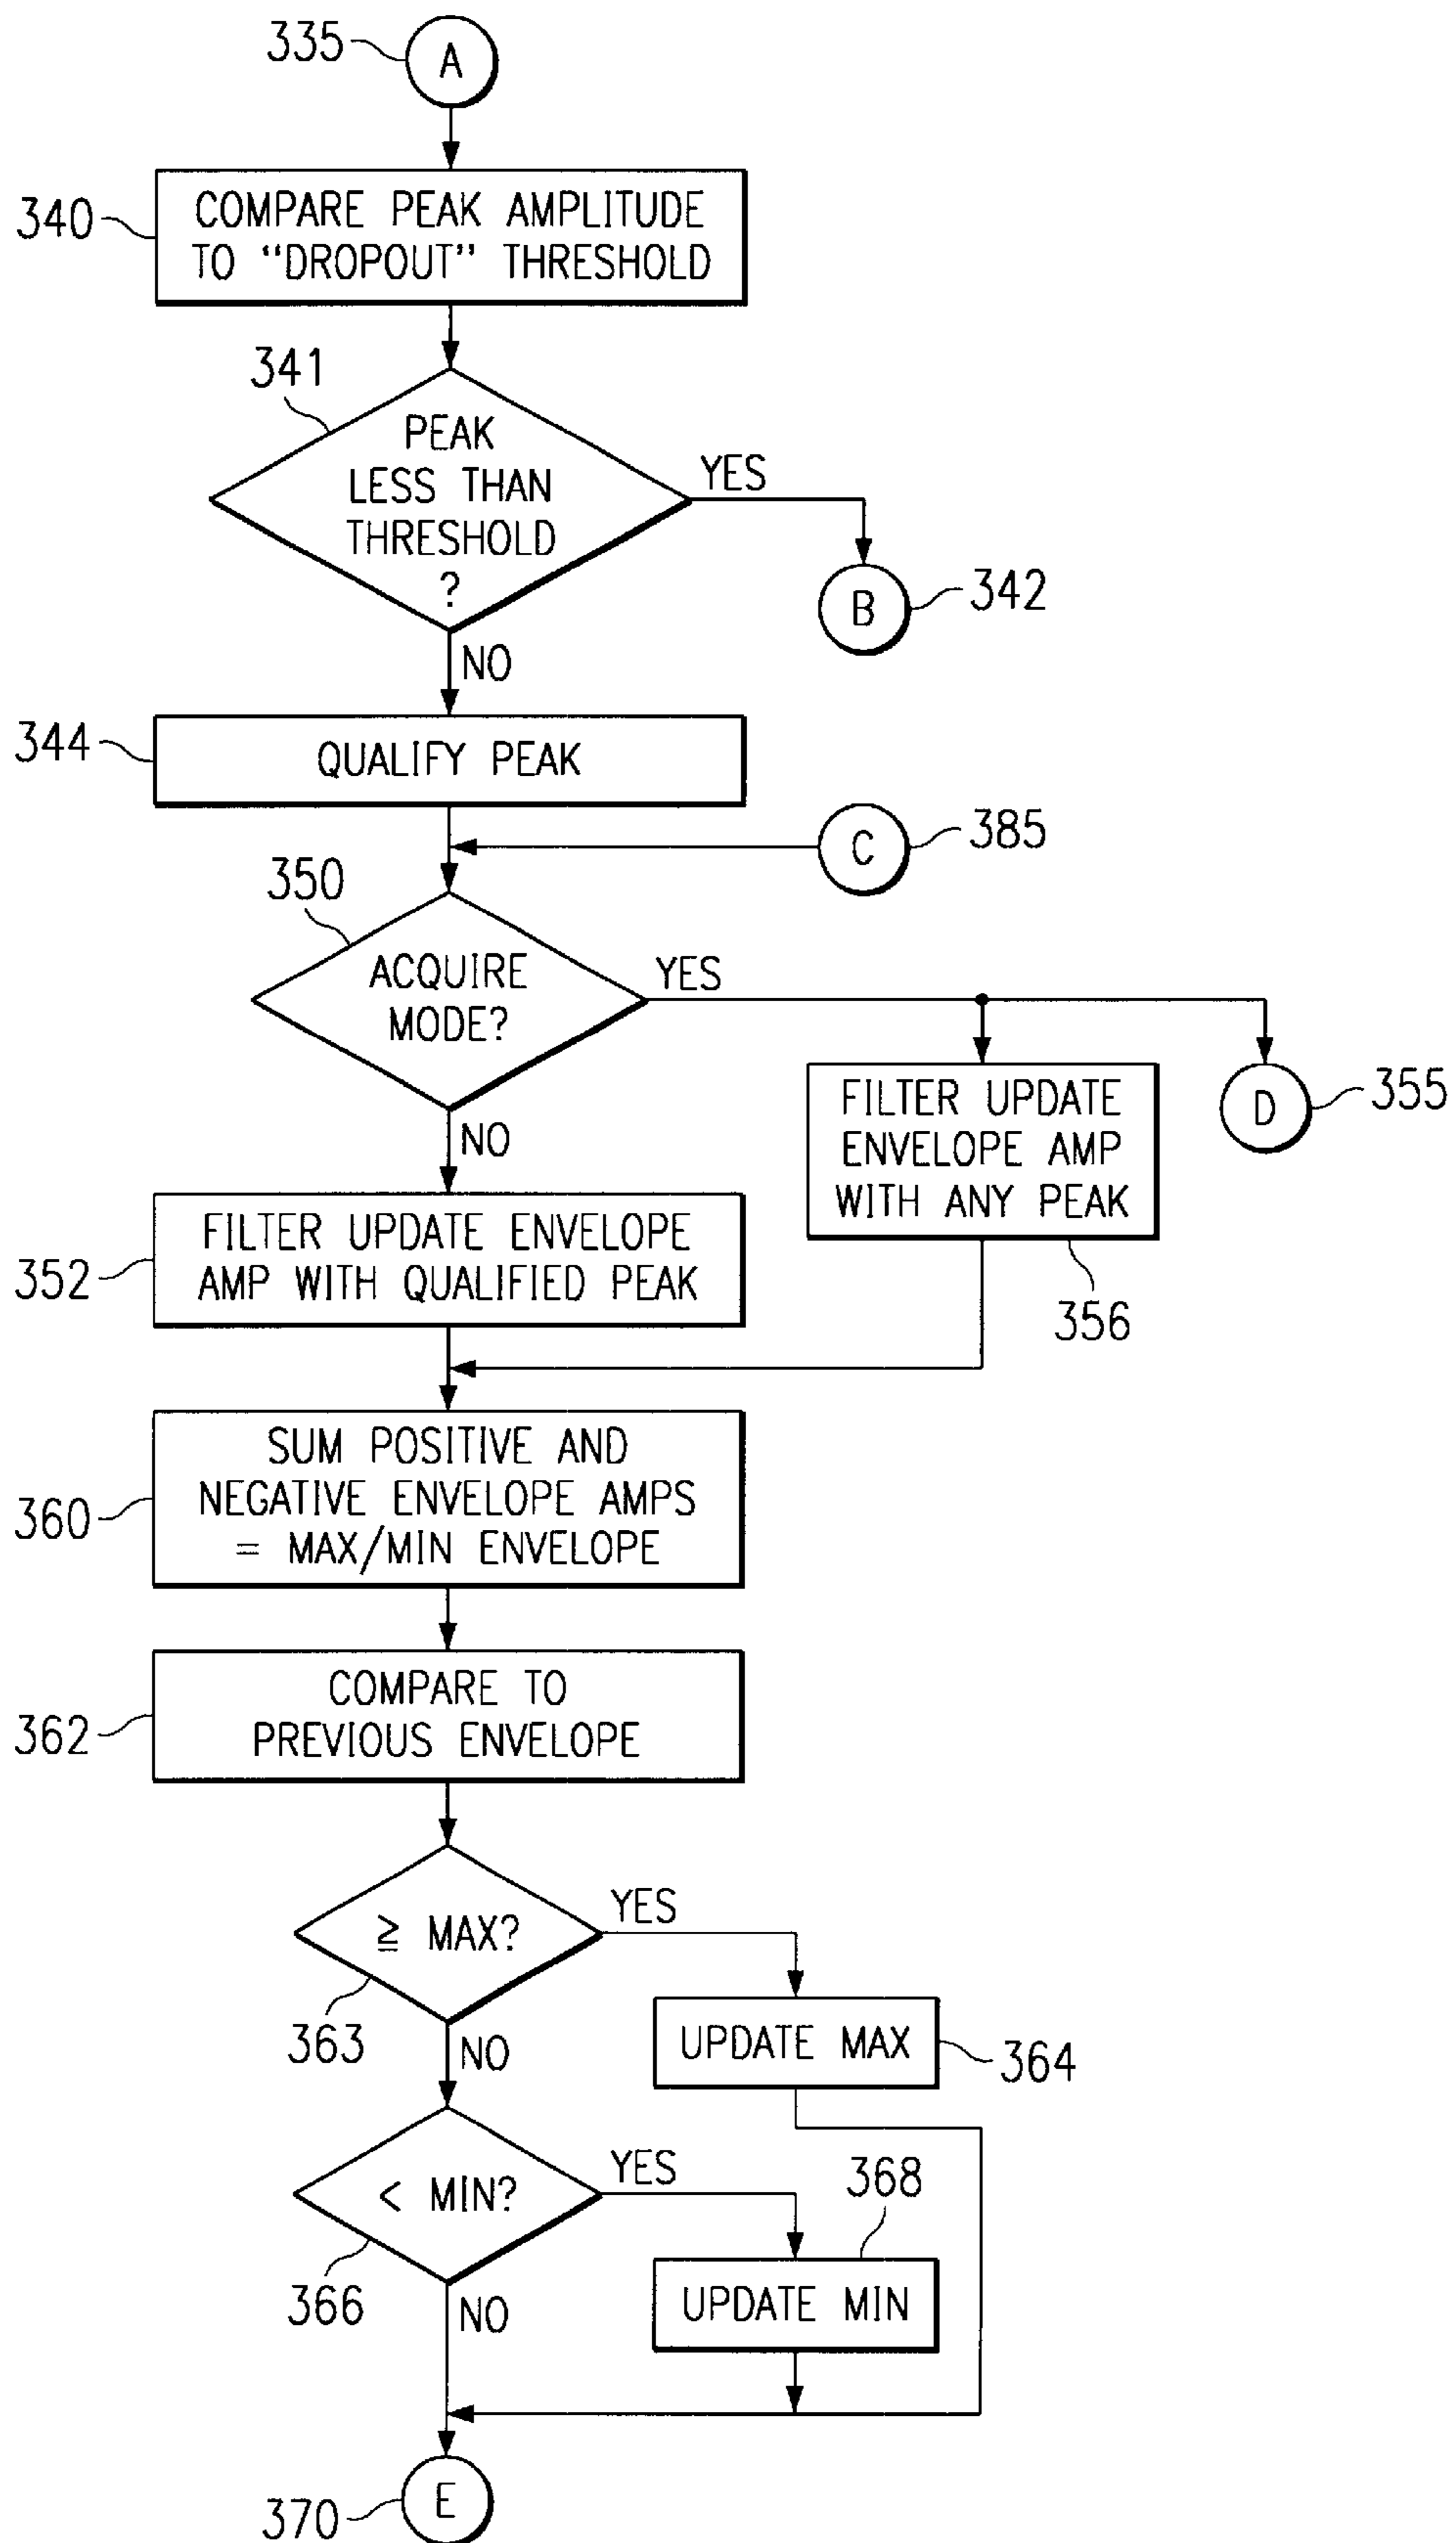 335
A
340
COMPARE PEAK AMPLITUDE
TO "DROPOUT" THRESHOLD
341
PEAK
LESS THAN
THRESHOLD
?
YES
B
342
NO
344
QUALIFY PEAK
C
385
350
ACQUIRE
MODE?
YES
FILTER UPDATE
ENVELOPE AMP
WITH ANY PEAK
356
D
355
NO
352
FILTER UPDATE ENVELOPE
AMP WITH QUALIFIED PEAK
360
SUM POSITIVE AND
NEGATIVE ENVELOPE AMPS
= MAX/MIN ENVELOPE
362
COMPARE TO
PREVIOUS ENVELOPE
≧ MAX?
YES
363
NO
UPDATE MAX
364
< MIN?
YES
366
NO
368
UPDATE MIN
370
E